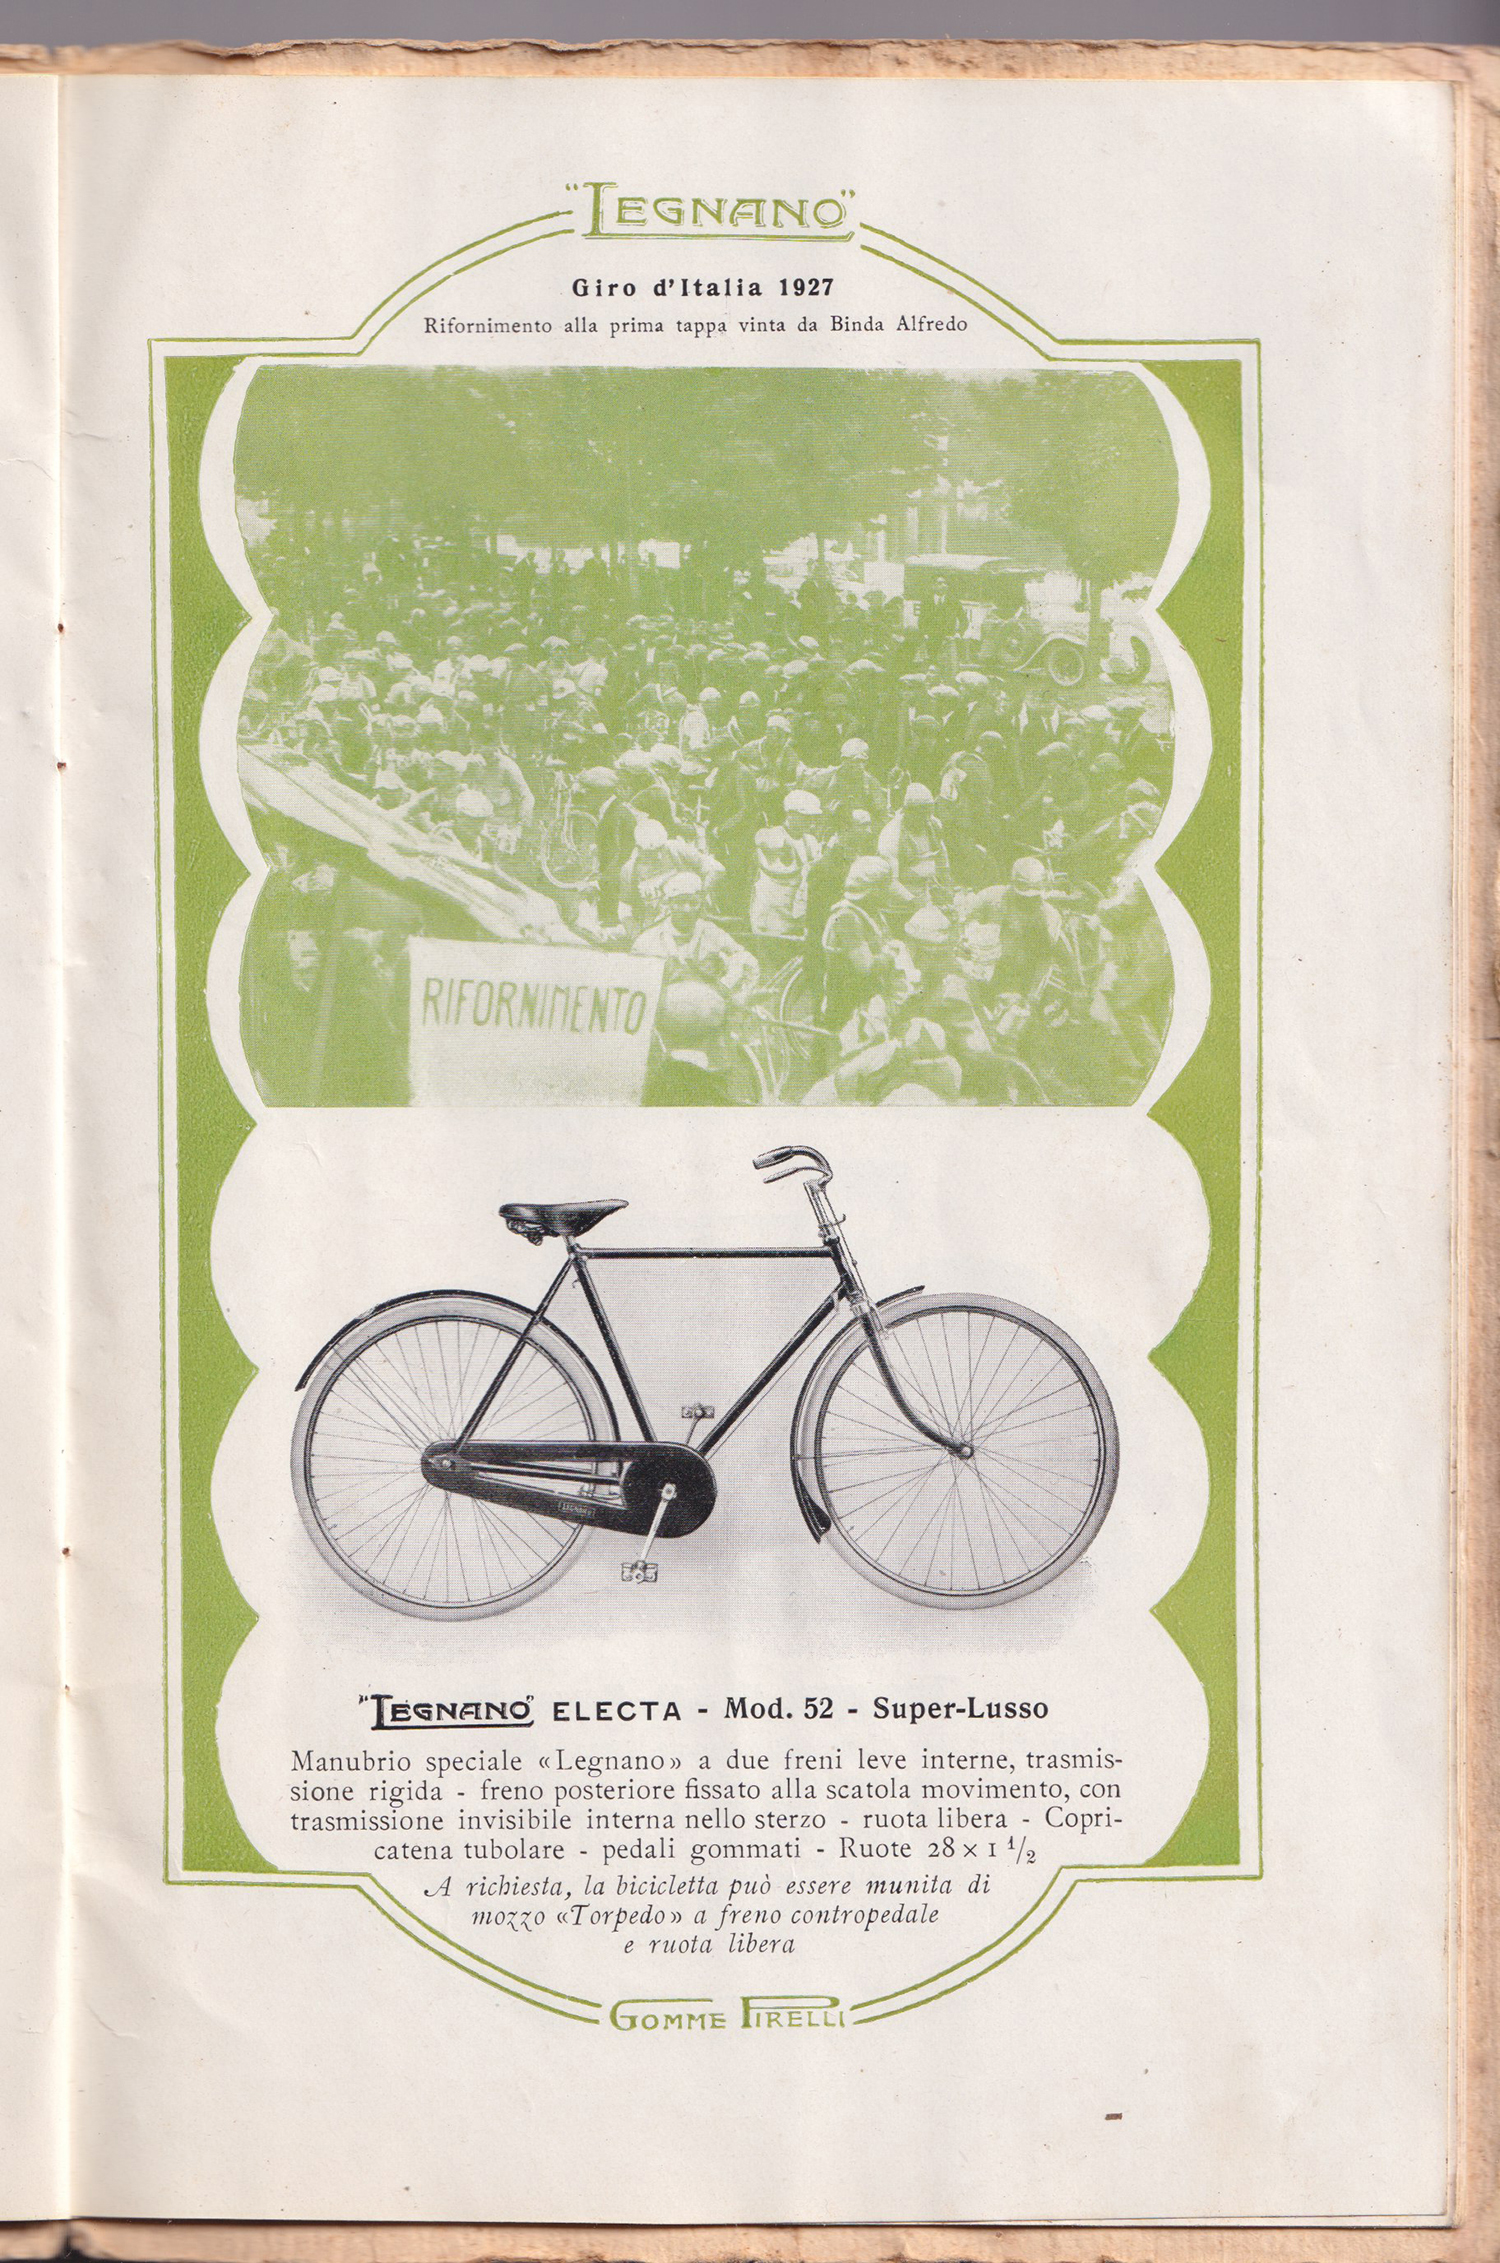 "LEGNANO"
Giro d'Italia 1927
Rifornimento alla prima tappa vinta da Binda Alfredo
RIFORNIMENTO
LEGNANO
"LEGNANO" ELECTA - Mod. 52 - Super-Lusso
Manubrio speciale «Legnano» a due freni leve interne, trasmis-
sione rigida - freno posteriore fissato alla scatola movimento, con
trasmissione invisibile interna nello sterzo - ruota libera - Copri-
catena tubolare - pedali gommati - Ruote 28 × 1 1/2
A richiesta, la bicicletta può essere munita di
mozzo «Torpedo» a freno contropedale
e ruota libera
GOMME PIRELLI